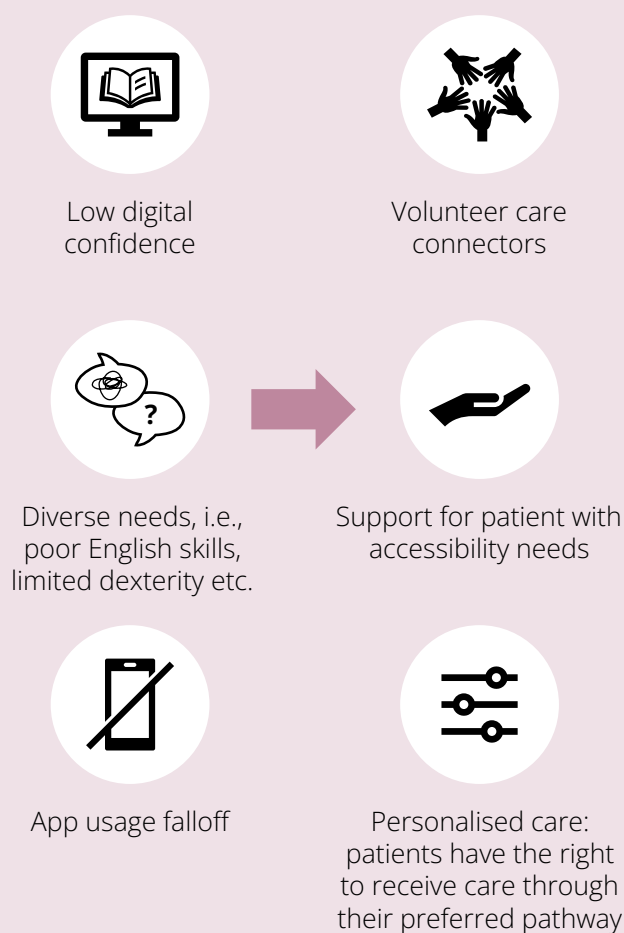 Low digital
confidence
Volunteer care
connectors
?
Diverse needs, i.e.,
poor English skills,
limited dexterity etc.
Support for patient with
accessibility needs
App usage falloff
Personalised care:
patients have the right
to receive care through
their preferred pathway